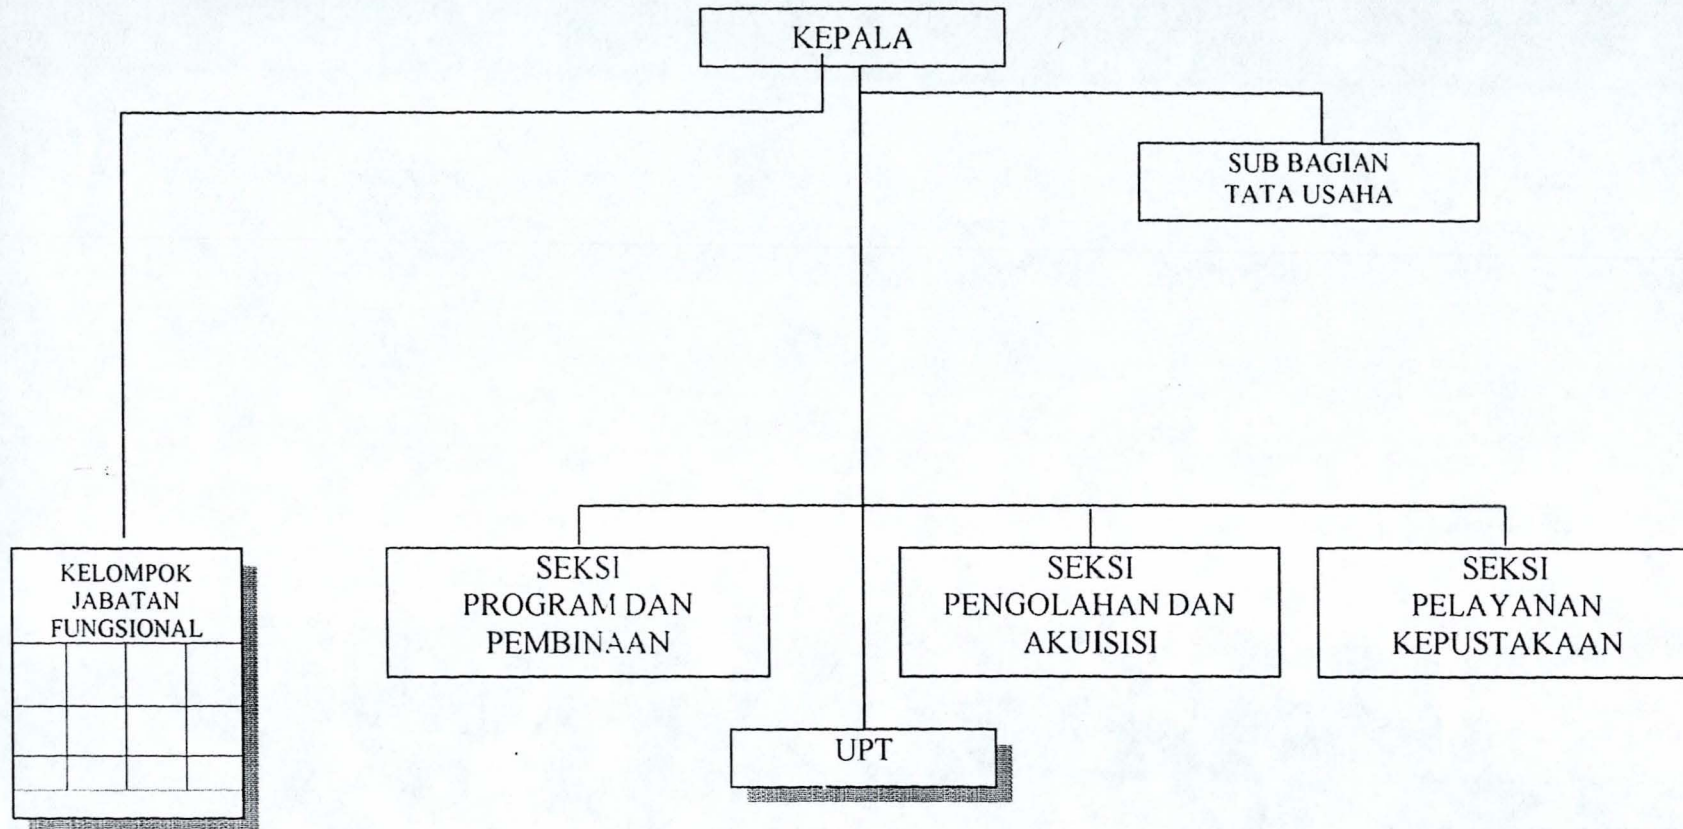 KEPALA
SUB BAGIAN
TATA USAHA
KELOMPOK
JABATAN
FUNGSIONAL
SEKSI
PROGRAM DAN
PEMBINAAN
SEKSI
PENGOLAHAN DAN
AKUISISI
SEKSI
PELAYANAN
KEPUSTAKAAN
UPT